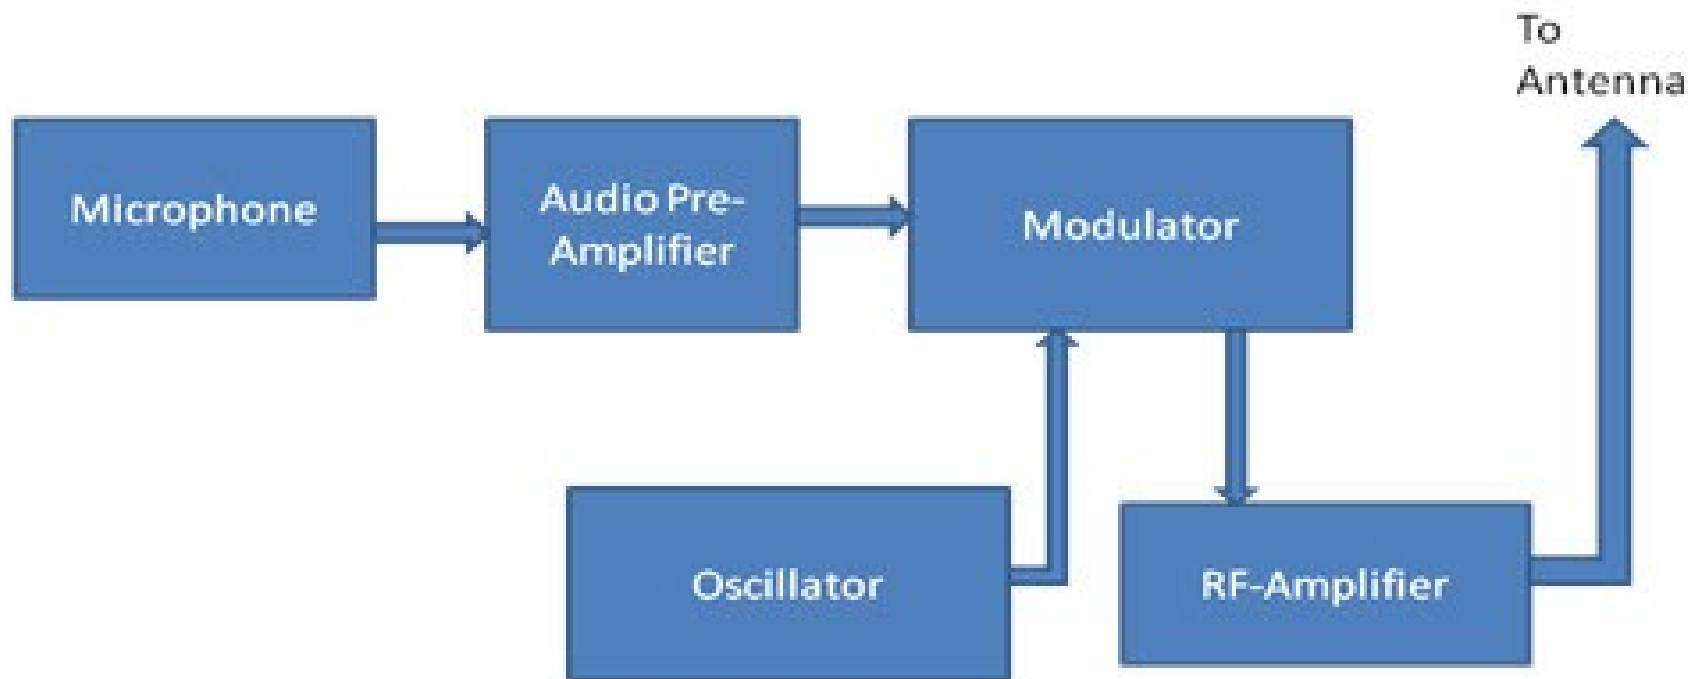 To
Antenna
Microphone
Audio Pre-
Amplifier
Modulator
Oscillator
RF-Amplifier